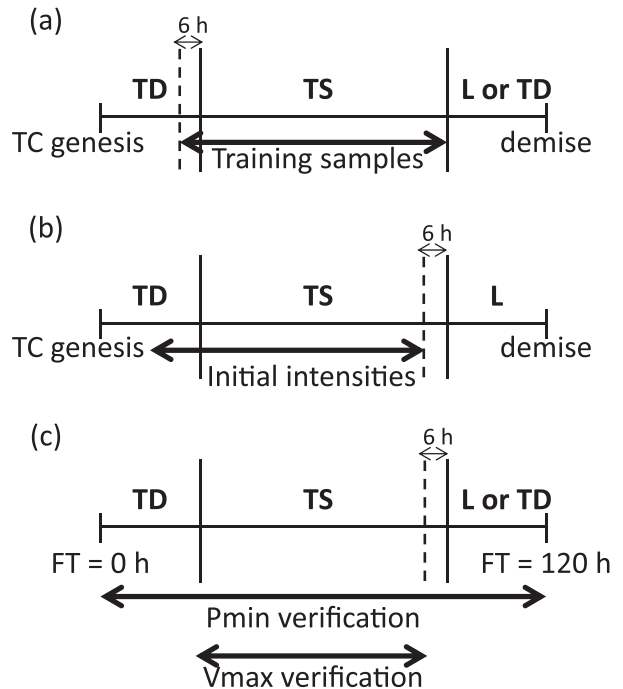 (a)
6 h
TD TS L or TD
TC genesis demise
Training samples
(b)
6 h
TD TS L
TC genesis demise
Initial intensities
(c)
6 h
TD TS L or TD
FT = 0 h FT = 120 h
Pmin verification
Vmax verification